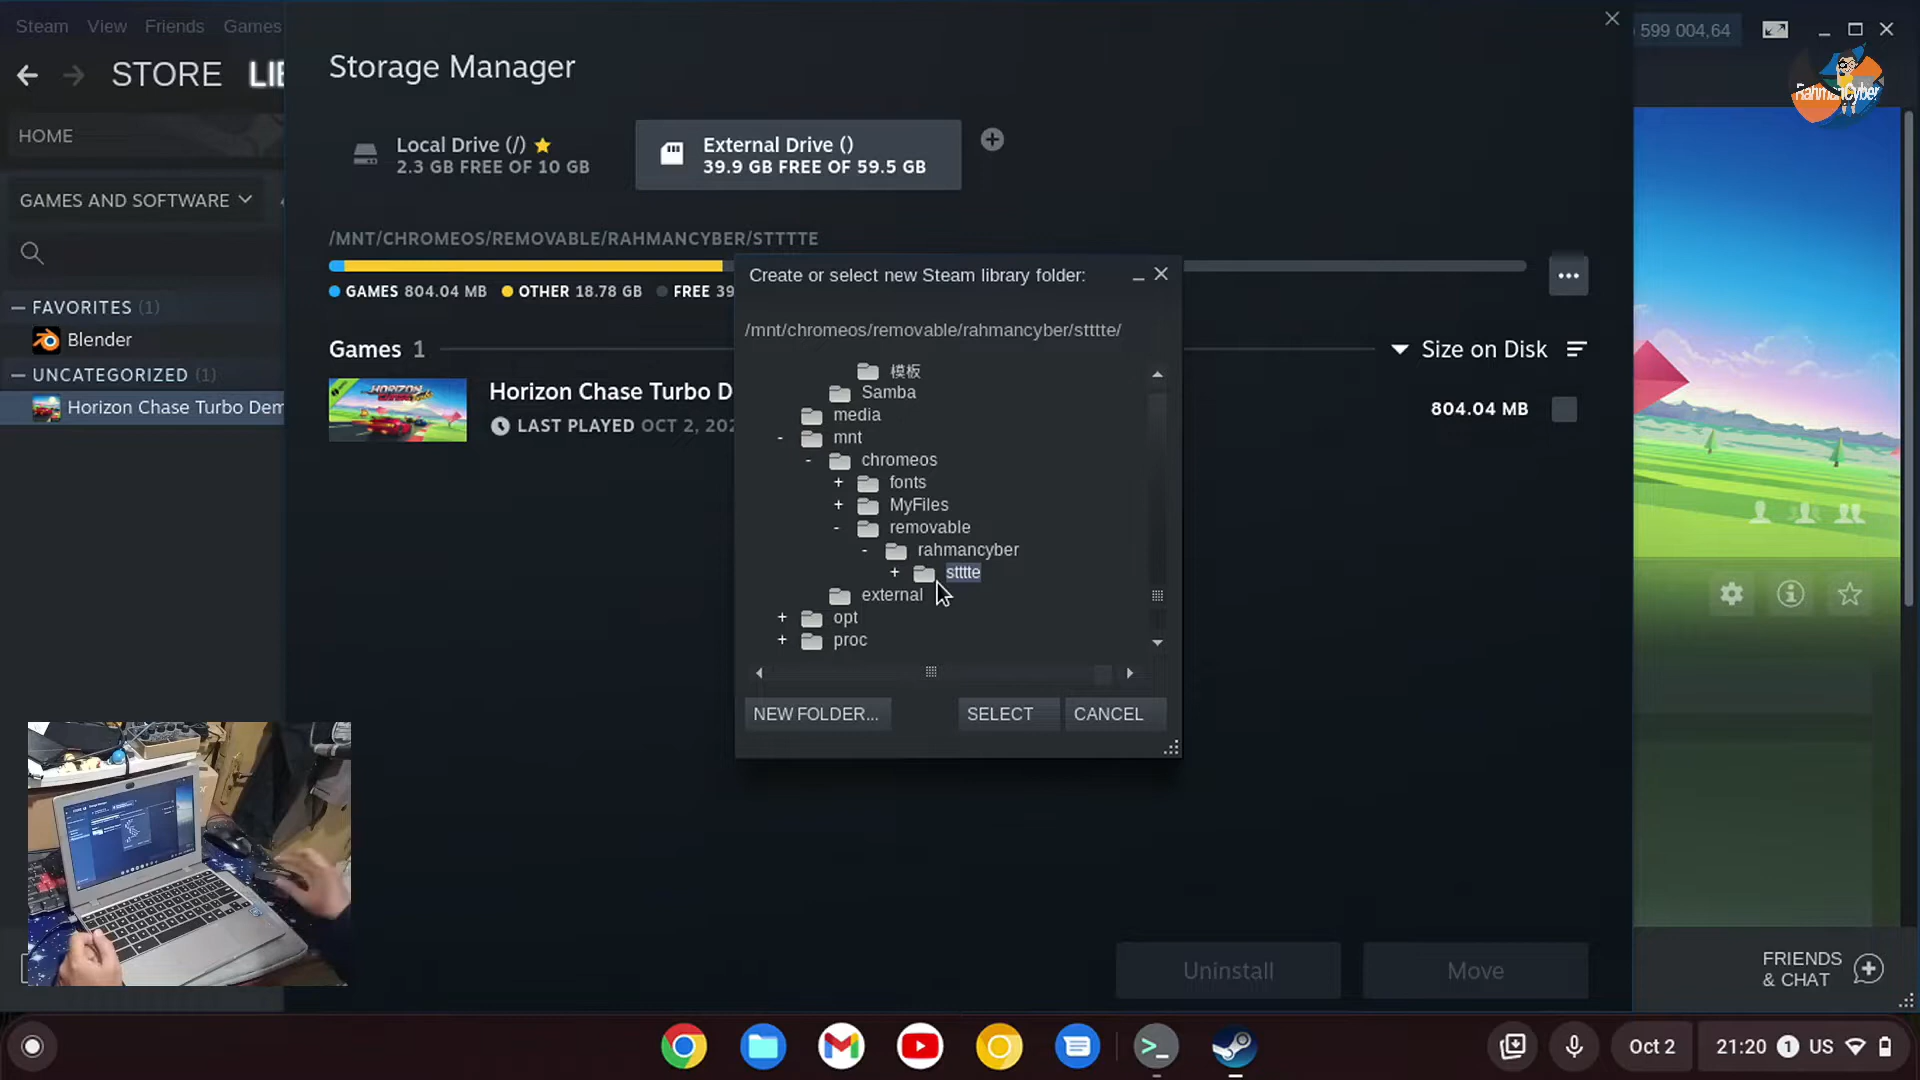 Steam View Friends Games
599 004,64
RahmanCyber
STORE LIB
Storage Manager
HOME
Local Drive (/)
2.3 GB FREE OF 10 GB
External Drive ()
39.9 GB FREE OF 59.5 GB
GAMES AND SOFTWARE
/MNT/CHROMEOS/REMOVABLE/RAHMANCYBER/STTTTE
GAMES 804.04 MB OTHER 18.78 GB FREE 39
Games 1
Size on Disk
Horizon Chase Turbo D
LAST PLAYED OCT 2, 202
804.04 MB
FAVORITES (1)
Blender
UNCATEGORIZED (1)
Horizon Chase Turbo Dem
Create or select new Steam library folder:
/mnt/chromeos/removable/rahmancyber/sttttte/
模板
Samba
media
- mnt
- chromeos
+ fonts
+ MyFiles
- removable
- rahmancyber
+ sttttte
external
+ opt
+ proc
NEW FOLDER... SELECT CANCEL
Uninstall Move
FRIENDS
& CHAT
Oct 2 21:20 1 US